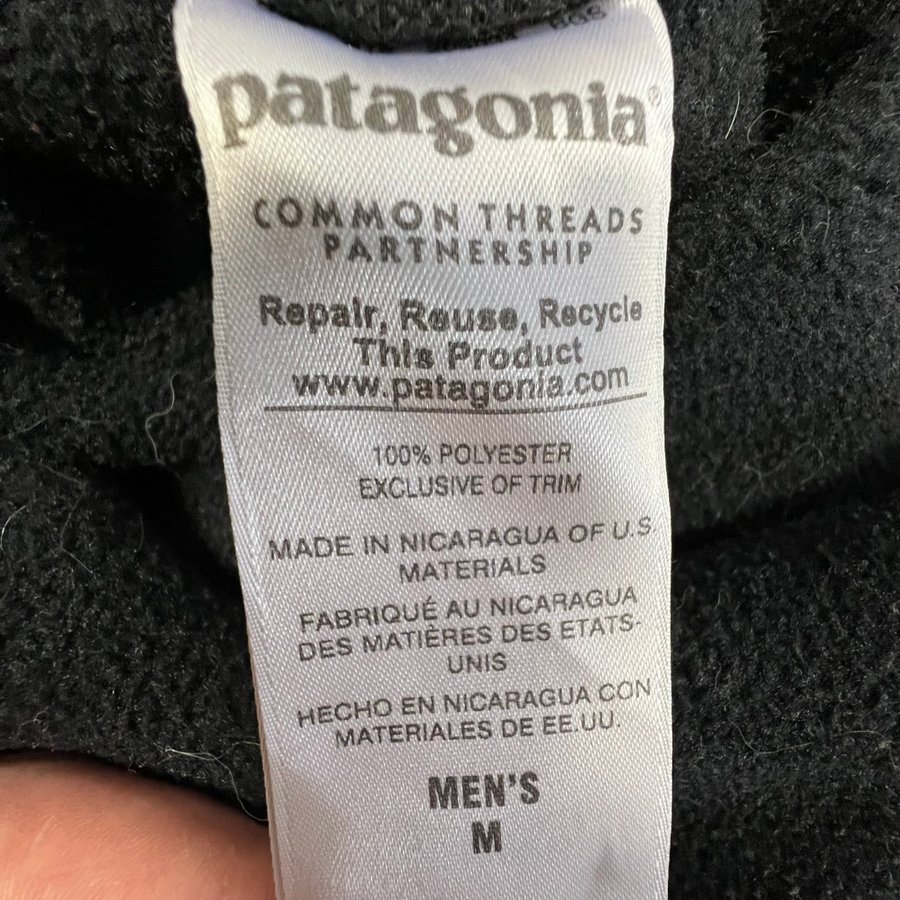 patagonia®
COMMON THREADS
PARTNERSHIP
Repair, Reuse, Recycle
This Product
www.patagonia.com
100% POLYESTER
EXCLUSIVE OF TRIM
MADE IN NICARAGUA OF U.S.
MATERIALS
FABRIQUÉ AU NICARAGUA
DES MATIÈRES DES ETATS-
UNIS
HECHO EN NICARAGUA CON
MATERIALES DE EE.UU.
MEN'S
M